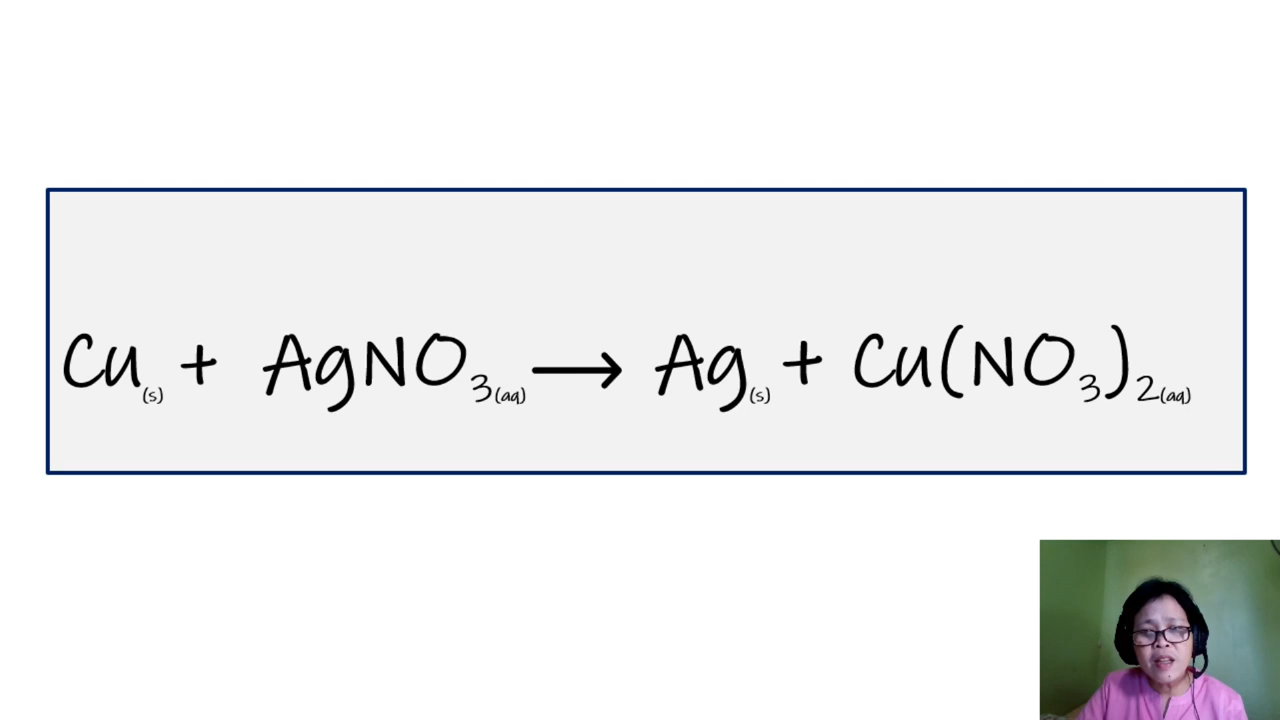 Cu(s) + AgNO3(aq) → Ag(s) + Cu(NO3)2(aq)